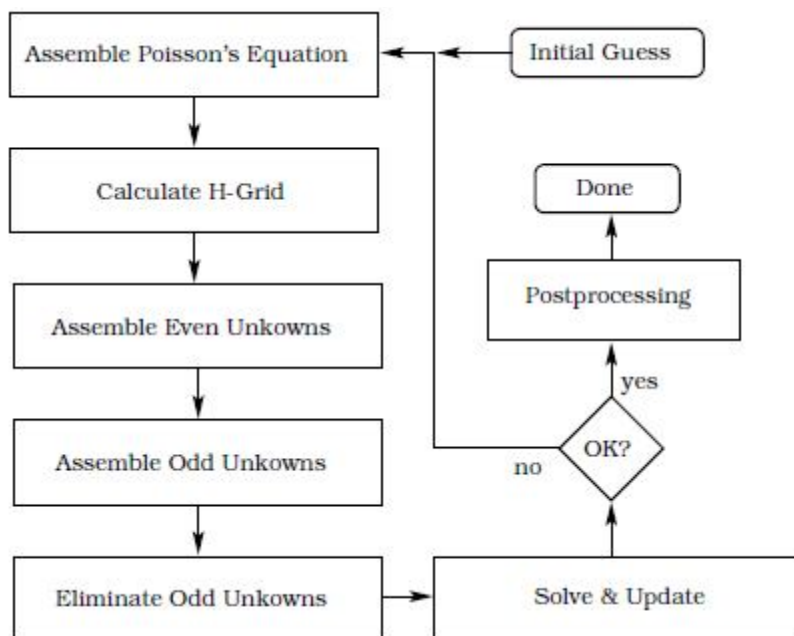 Assemble Poisson's Equation
Initial Guess
Calculate H-Grid
Done
Assemble Even Unkowns
Postprocessing
yes
Assemble Odd Unkowns
OK?
no
Eliminate Odd Unkowns
Solve & Update